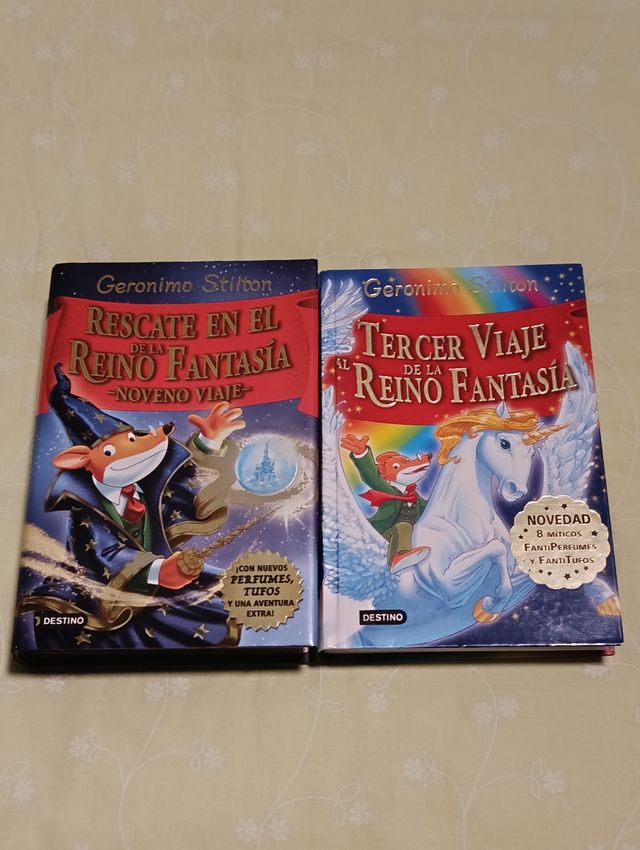 Geronimo Stilton
RESCATE EN EL
DE LA
REINO FANTASÍA
-NOVENO VIAJE-
¡CON NUEVOS
PERFUMES,
TUFOS
Y UNA AVENTURA
EXTRA!
DESTINO
Geronimo Stilton
TERCER VIAJE
AL DE LA
REINO FANTASÍA
NOVEDAD
8 MÍTICOS
FANTIPERFUMES
Y FANTITUFOS
DESTINO